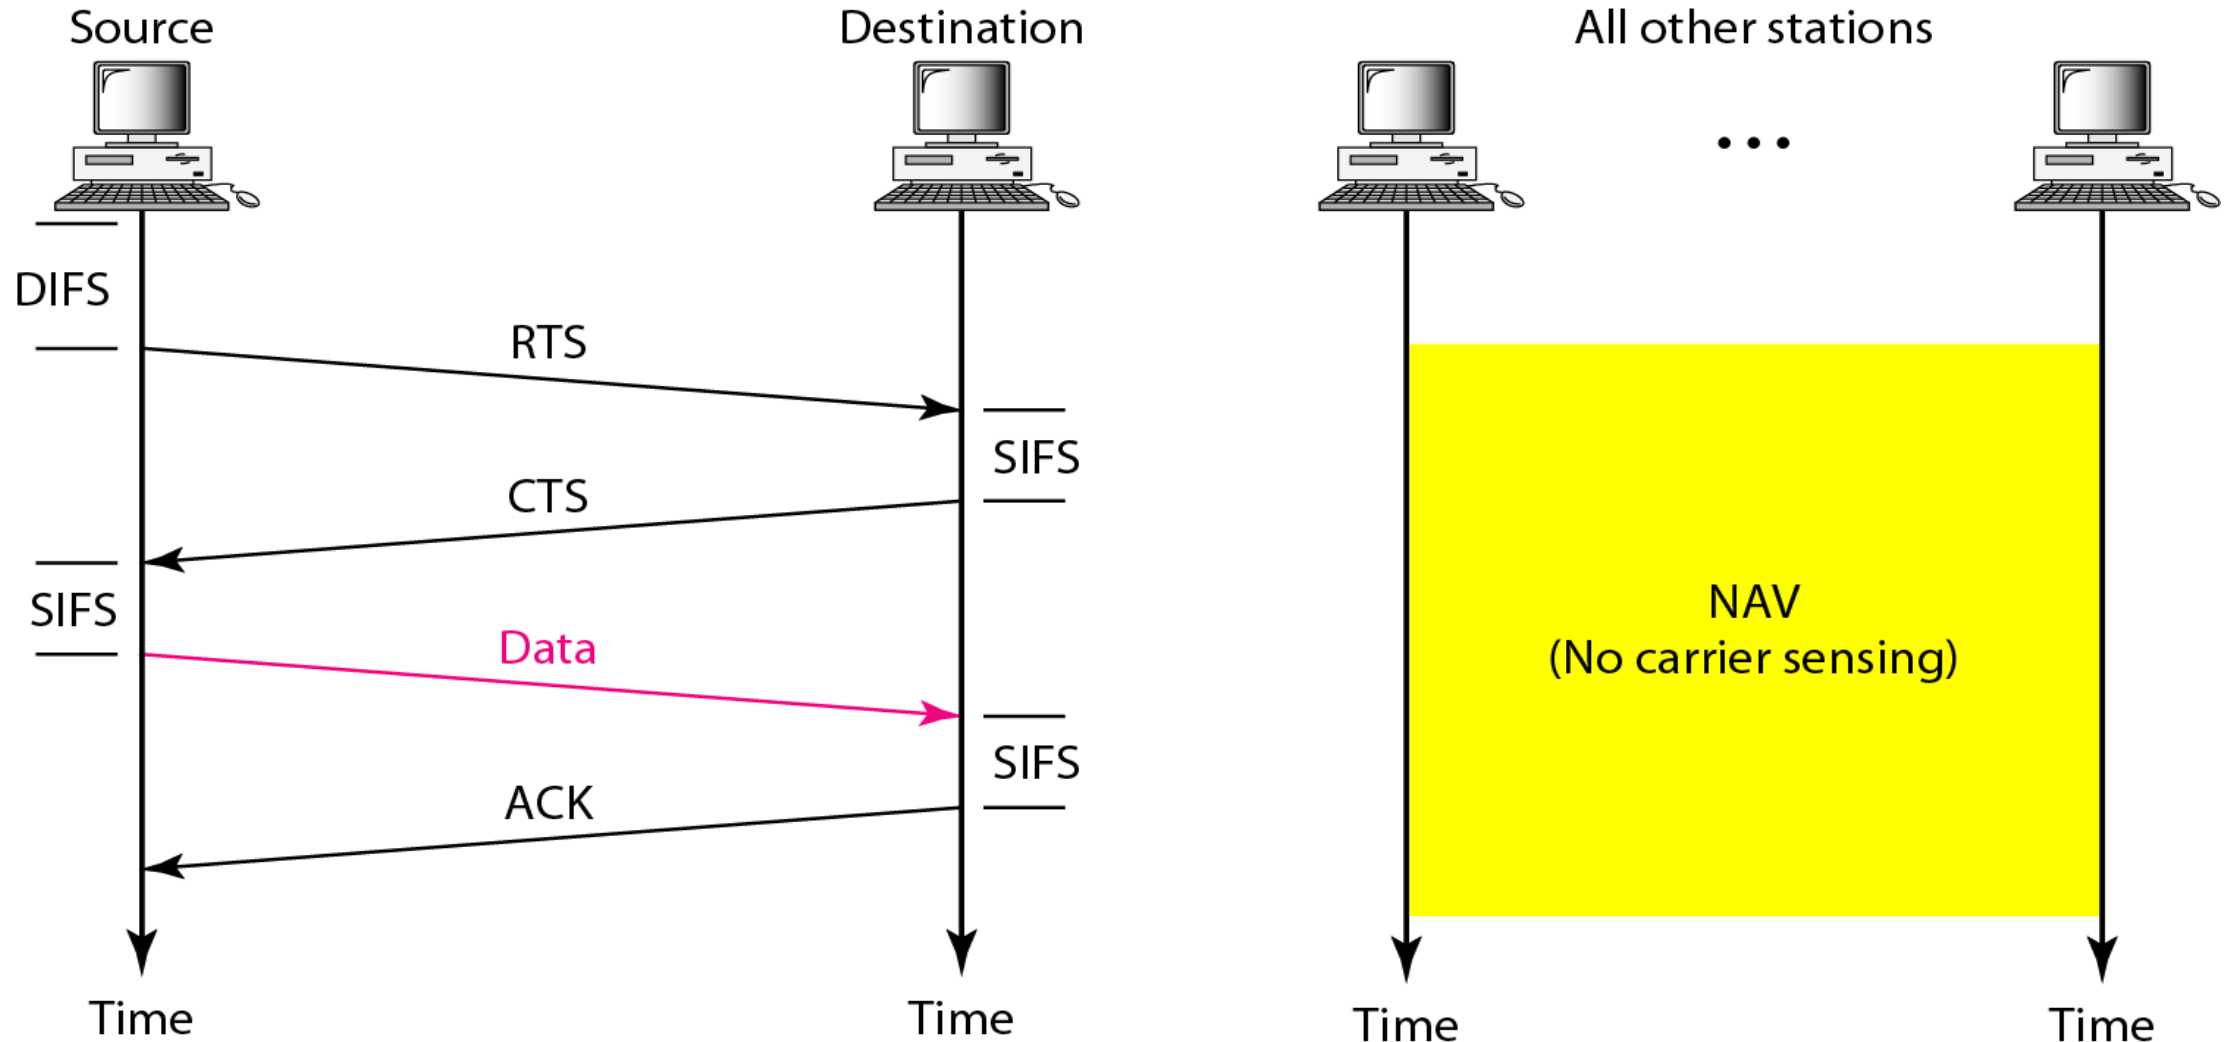 Source
Destination
All other stations
DIFS
RTS
SIFS
CTS
SIFS
Data
SIFS
ACK
NAV
(No carrier sensing)
Time
Time
Time
Time